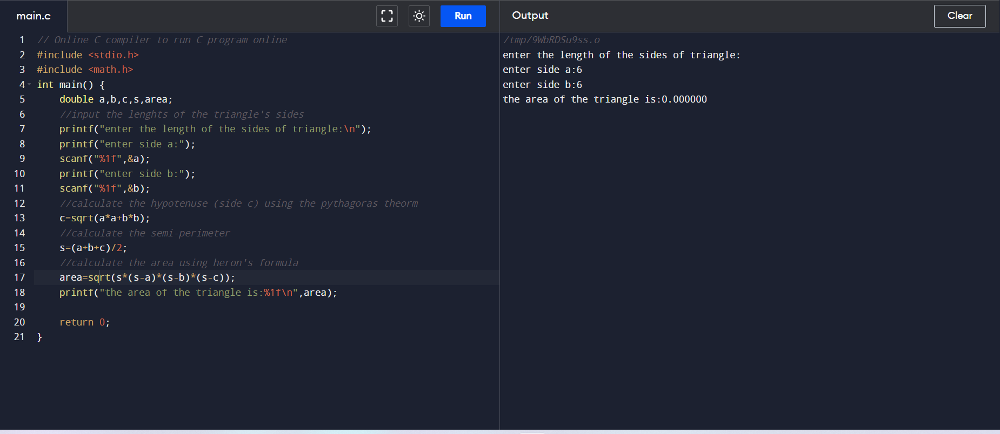 main.c
Run
Output
Clear
1 // Online C compiler to run C program online
2 #include <stdio.h>
3 #include <math.h>
4 int main() {
5     double a,b,c,s,area;
6     //input the lenghts of the triangle's sides
7     printf("enter the length of the sides of triangle:\n");
8     printf("enter side a:");
9     scanf("%1f",&a);
10     printf("enter side b:");
11     scanf("%1f",&b);
12     //calculate the hypotenuse (side c) using the pythagoras theorm
13     c=sqrt(a*a+b*b);
14     //calculate the semi-perimeter
15     s=(a+b+c)/2;
16     //calculate the area using heron's formula
17     area=sqrt(s*(s-a)*(s-b)*(s-c));
18     printf("the area of the triangle is:%1f\n",area);
19
20     return 0;
21 }
/tmp/9WbRDSu9ss.o
enter the length of the sides of triangle:
enter side a:6
enter side b:6
the area of the triangle is:0.000000